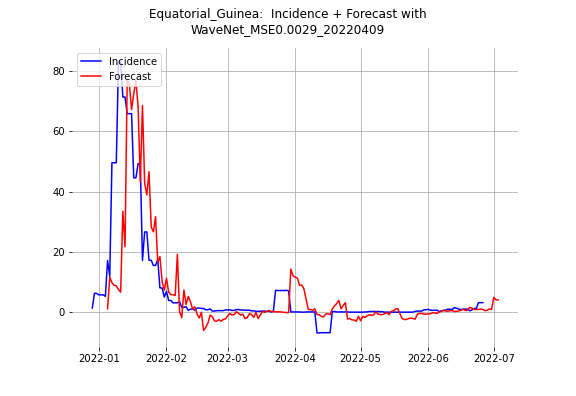 Equatorial_Guinea:  Incidence + Forecast with
WaveNet_MSE0.0029_20220409
Incidence
Forecast
80
60
40
20
0
2022-01 2022-02 2022-03 2022-04 2022-05 2022-06 2022-07